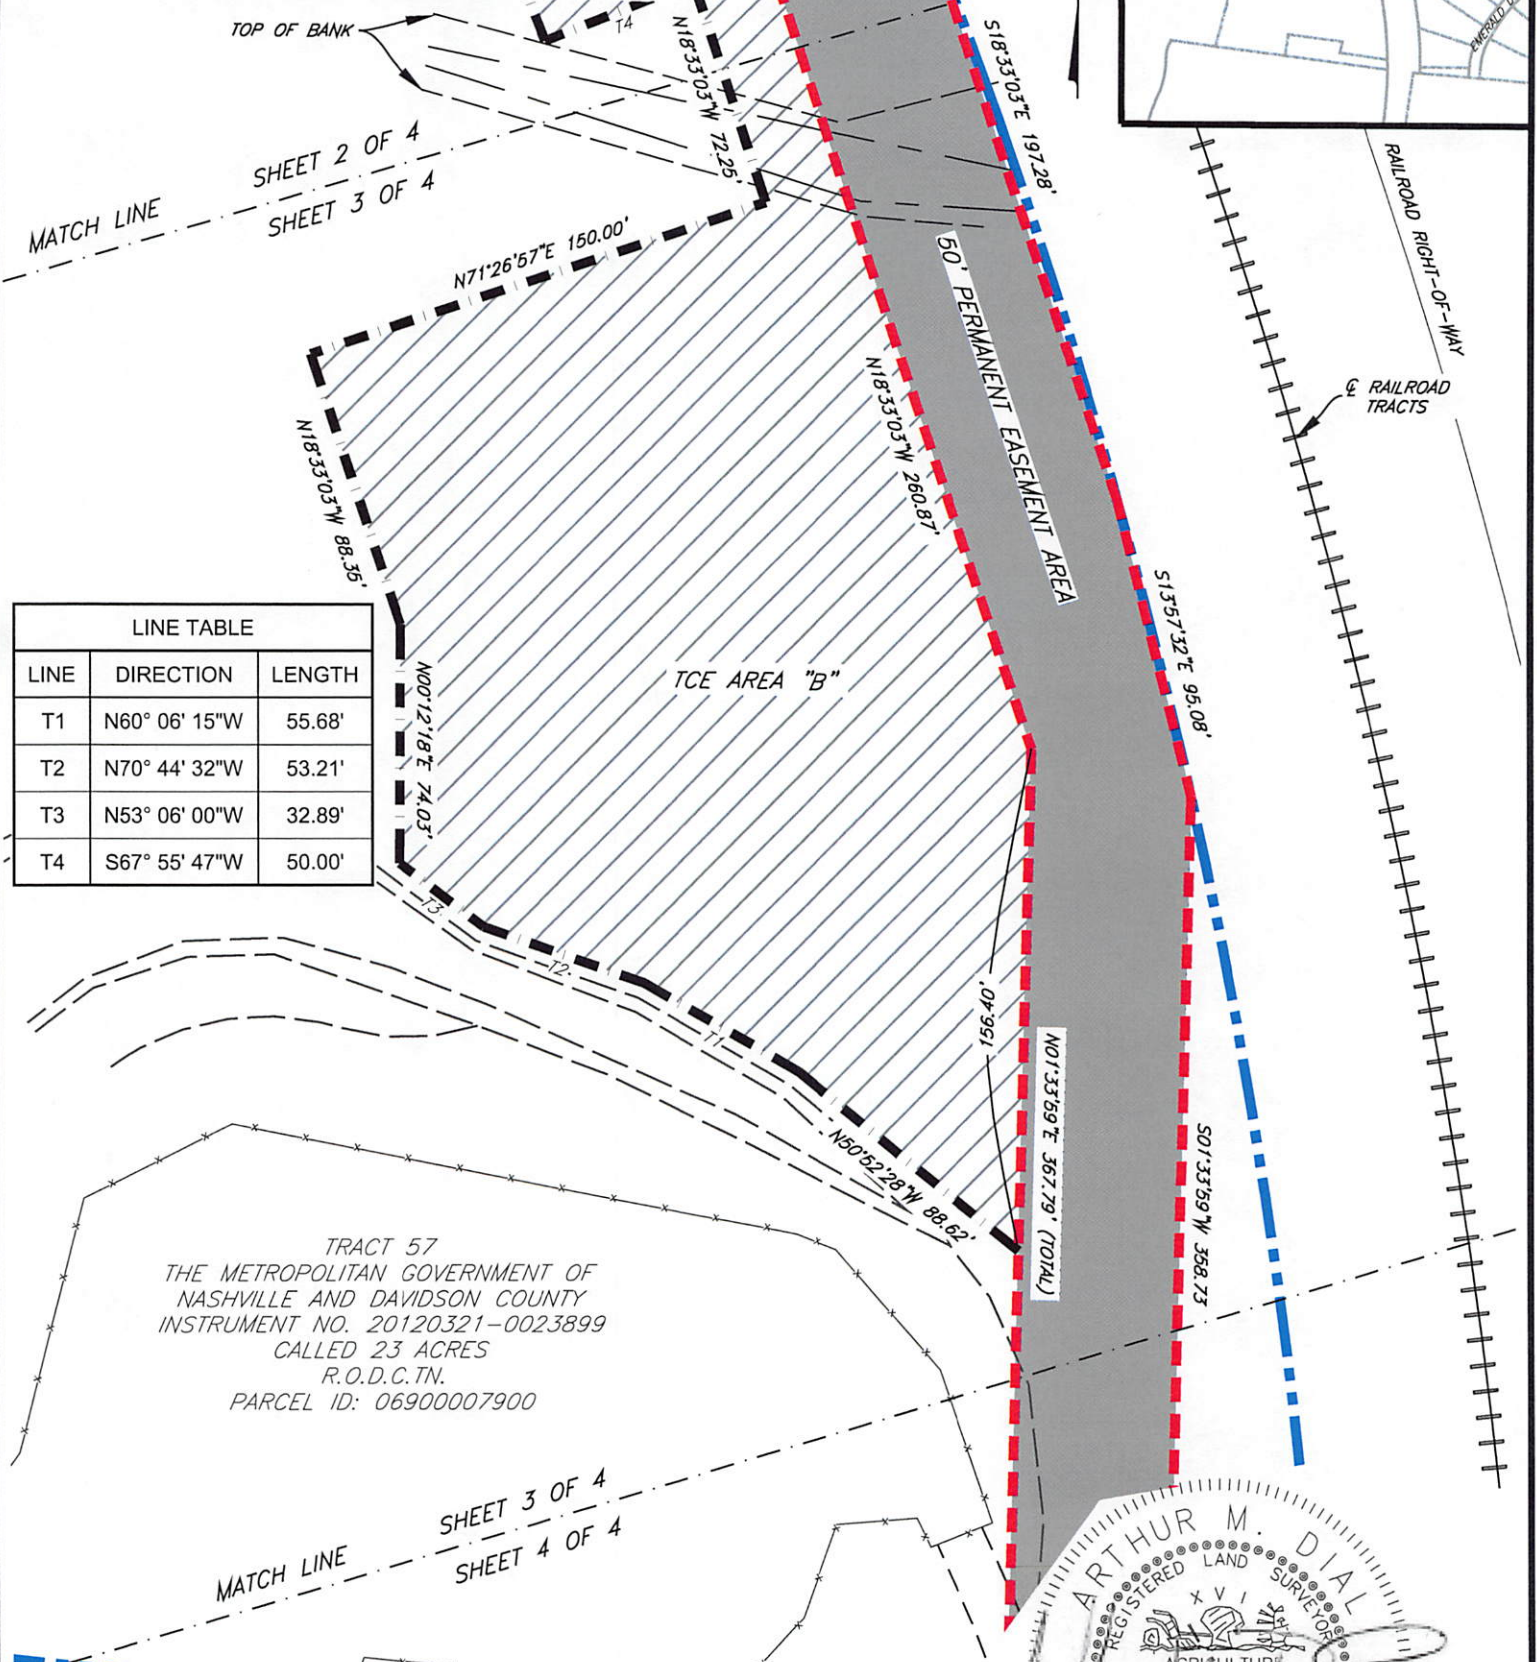 TOP OF BANK
T4
N18°33'03"W 72.25'
S18°33'03"E 197.28'
SHEET 2 OF 4
MATCH LINE
SHEET 3 OF 4
RAILROAD RIGHT-OF-WAY
N71°26'57"E 150.00'
50' PERMANENT EASEMENT AREA
℄ RAILROAD
TRACTS
N18°33'03"W 260.87'
N18°33'03"W 88.35'
S13°57'32"E 95.08'
LINE TABLE
LINE DIRECTION LENGTH
T1 N60° 06' 15"W 55.68'
T2 N70° 44' 32"W 53.21'
T3 N53° 06' 00"W 32.89'
T4 S67° 55' 47"W 50.00'
N00°12'18"E 74.03'
TCE AREA "B"
T3
T2
T1
156.40'
N01°33'59"E 367.79' (TOTAL)
N50°52'28"W 88.62'
S01°33'59"W 358.73
TRACT 57
THE METROPOLITAN GOVERNMENT OF
NASHVILLE AND DAVIDSON COUNTY
INSTRUMENT NO. 20120321-0023899
CALLED 23 ACRES
R.O.D.C.TN.
PARCEL ID: 06900007900
SHEET 3 OF 4
MATCH LINE
SHEET 4 OF 4
ARTHUR M. DIAL
REGISTERED LAND SURVEYOR
XVI
AGRICULTURE
EMERALD